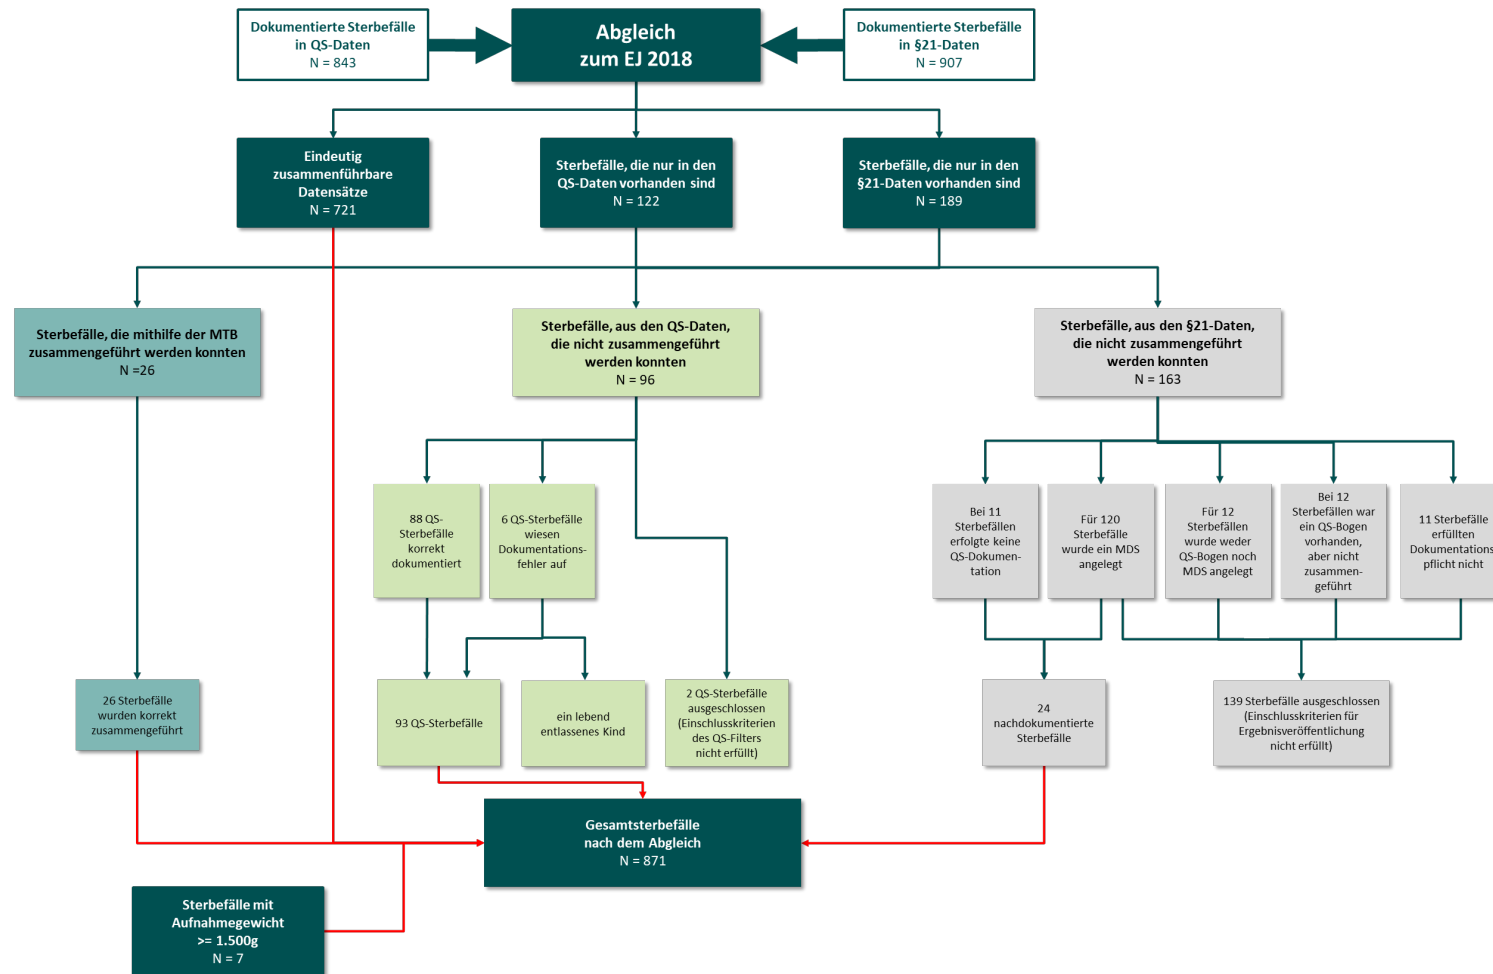 Dokumentierte Sterbefälle
in QS-Daten
N = 843
Abgleich
zum EJ 2018
Dokumentierte Sterbefälle
in §21-Daten
N = 907
Eindeutig
zusammenführbare
Datensätze
N = 721
Sterbefälle, die nur in den
QS-Daten vorhanden sind
N = 122
Sterbefälle, die nur in den
§21-Daten vorhanden sind
N = 189
Sterbefälle, die mithilfe der MTB
zusammengeführt werden konnten
N =26
Sterbefälle, aus den QS-Daten,
die nicht zusammengeführt
werden konnten
N = 96
Sterbefälle, aus den §21-Daten,
die nicht zusammengeführt
werden konnten
N = 163
88 QS-
Sterbefälle
korrekt
dokumentiert
6 QS-Sterbefälle
wiesen
Dokumentations-
fehler auf
Bei 11
Sterbefällen
erfolgte keine
QS-Dokumen-
tation
Für 120
Sterbefälle
wurde ein MDS
angelegt
Für 12
Sterbefällen
wurde weder
QS-Bogen noch
MDS angelegt
Bei 12
Sterbefällen war
ein QS-Bogen
vorhanden,
aber nicht
zusammen-
geführt
11 Sterbefälle
erfüllten
Dokumentations
pflicht nicht
26 Sterbefälle
wurden korrekt
zusammengeführt
93 QS-Sterbefälle
ein lebend
entlassenes Kind
2 QS-Sterbefälle
ausgeschlossen
(Einschlusskriterien
des QS-Filters
nicht erfüllt)
24
nachdokumentierte
Sterbefälle
139 Sterbefälle ausgeschlossen
(Einschlusskriterien für
Ergebnisveröffentlichung
nicht erfüllt)
Gesamtsterbefälle
nach dem Abgleich
N = 871
Sterbefälle mit
Aufnahmegewicht
>= 1.500g
N = 7